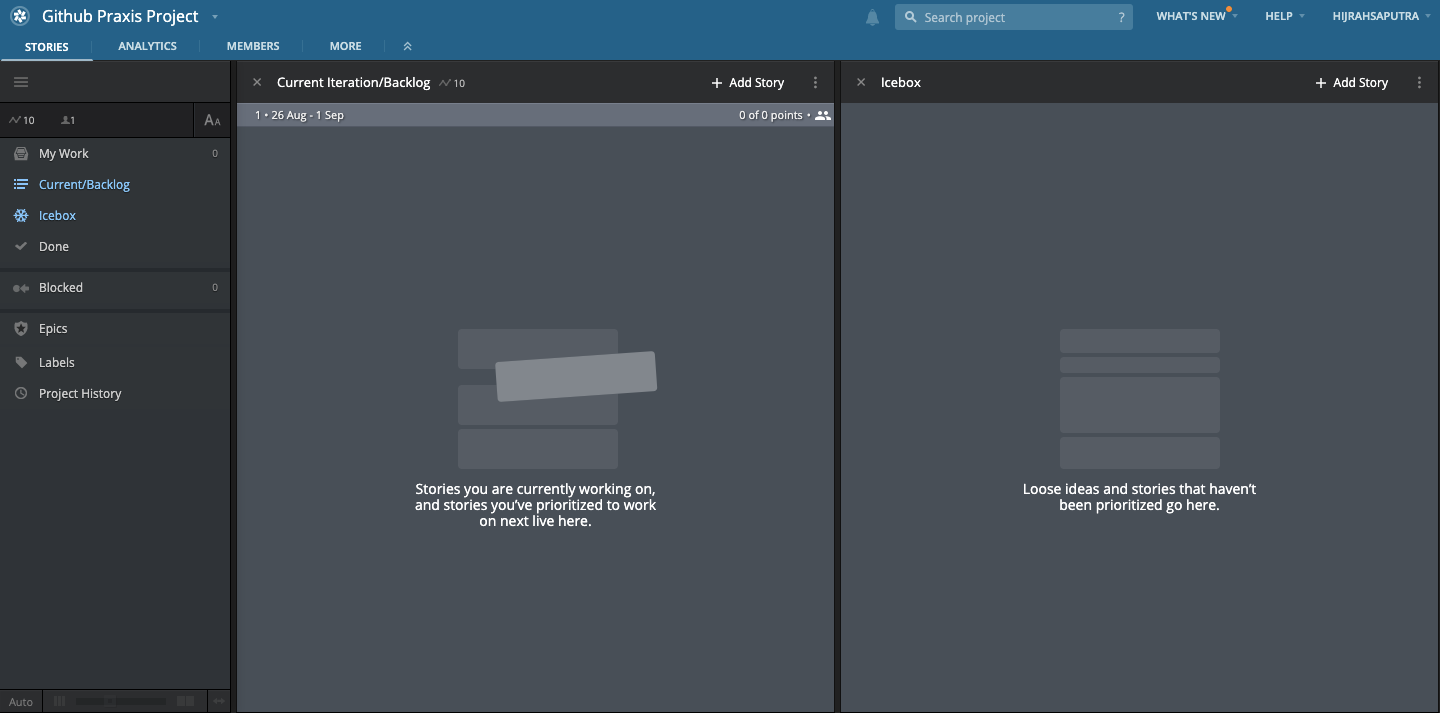 Github Praxis Project
Search project ?
WHAT'S NEW
HELP
HIJRAHSAPUTRA
STORIES
ANALYTICS
MEMBERS
MORE
10
1
AA
My Work 0
Current/Backlog
Icebox
Done
Blocked 0
Epics
Labels
Project History
Auto
Current Iteration/Backlog 10
+ Add Story
1 • 26 Aug - 1 Sep
0 of 0 points •
Stories you are currently working on,
and stories you've prioritized to work
on next live here.
Icebox
+ Add Story
Loose ideas and stories that haven't
been prioritized go here.